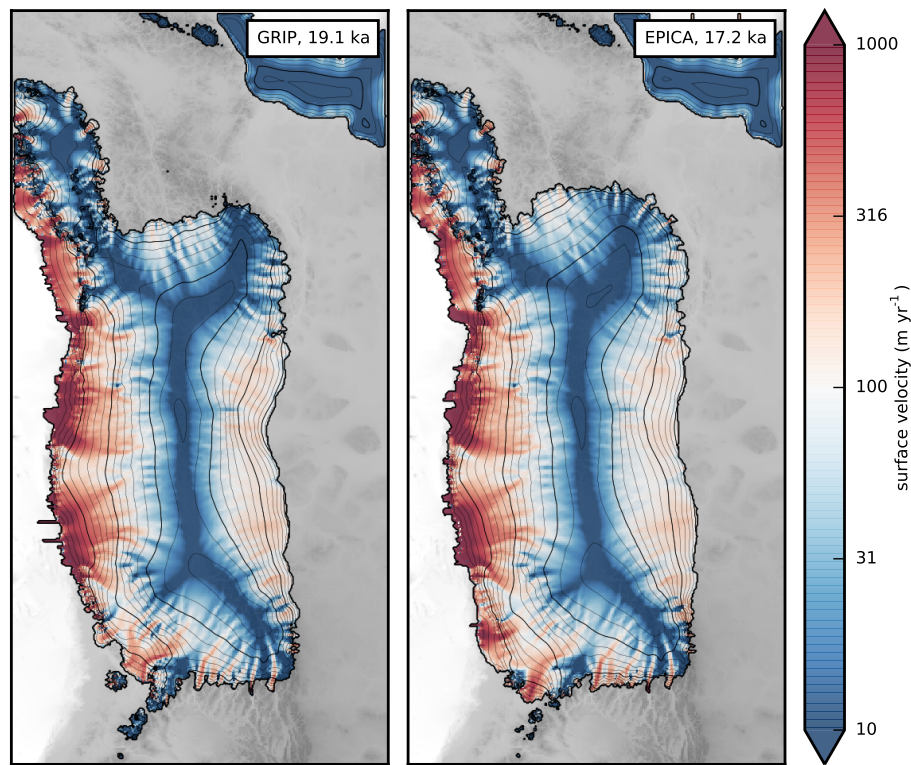 GRIP, 19.1 ka
EPICA, 17.2 ka
1000
316
100
31
10
surface velocity (m yr⁻¹ )